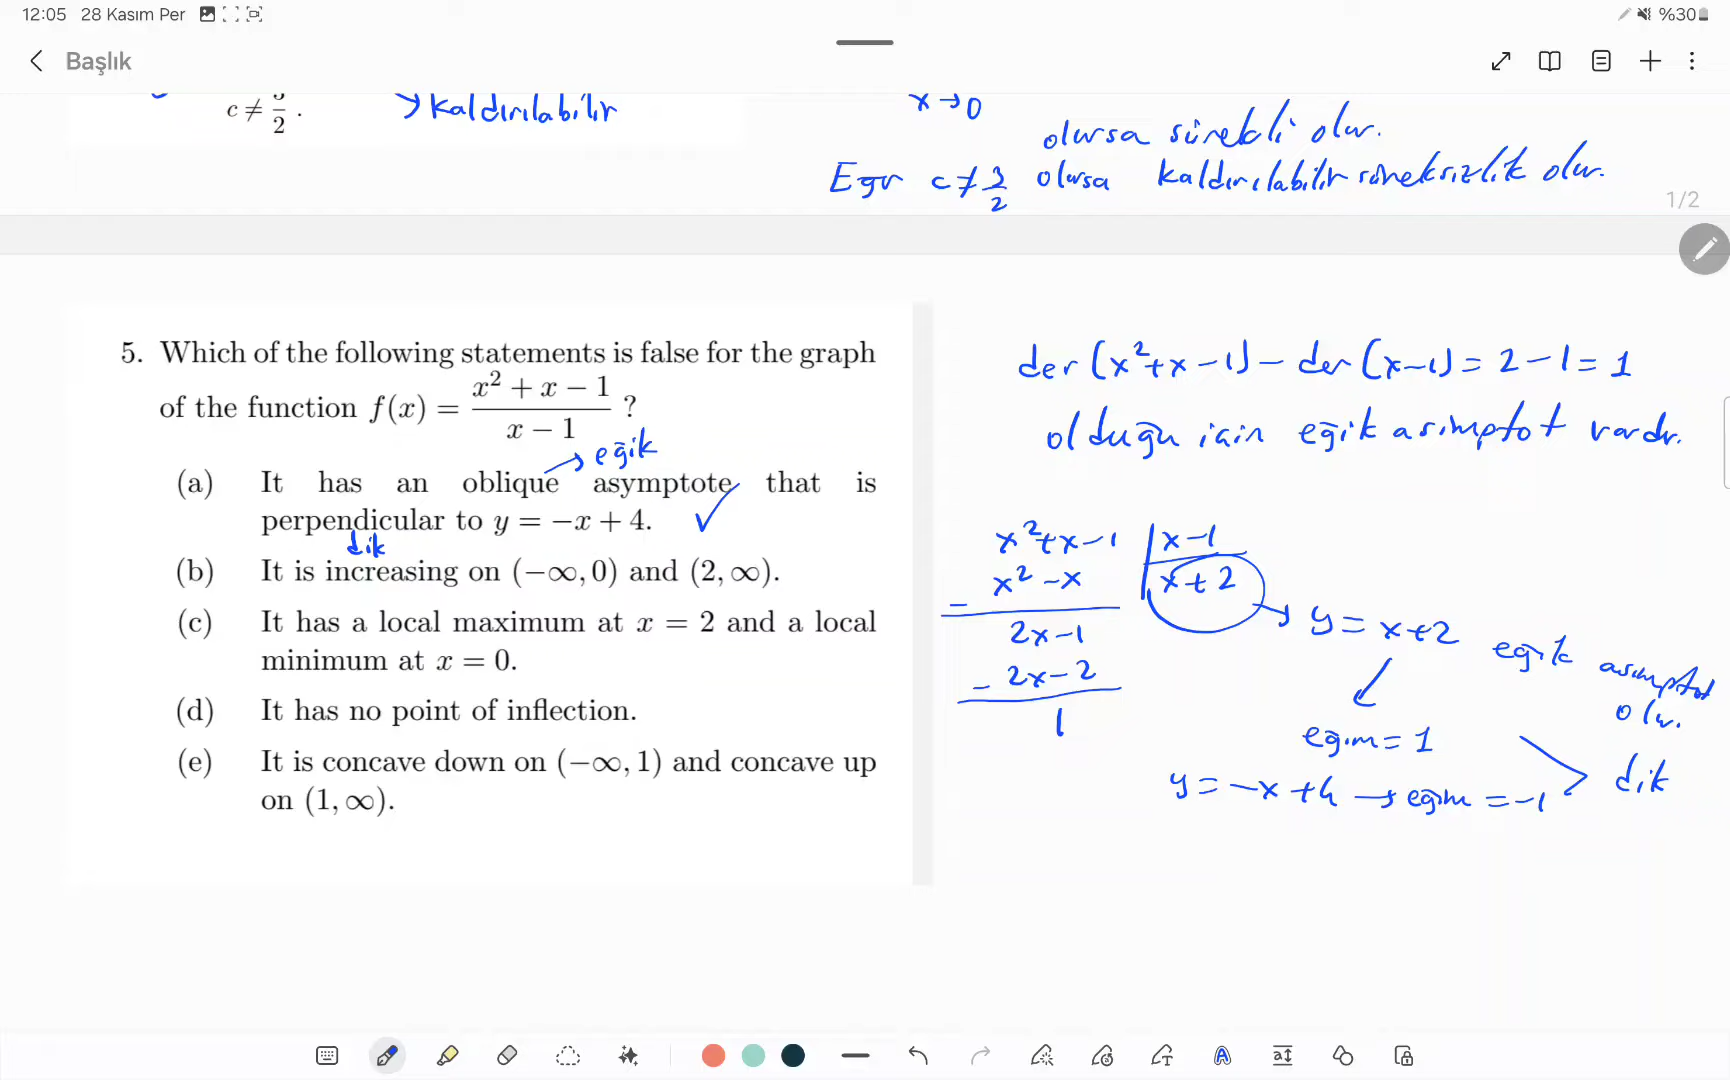 12:05 28 Kasım Per %30
Başlık
c ≠ 3/2 .
→ kaldırılabilir
x → 0
olursa sürekli olur.
Eğr c ≠ 3/2 olursa kaldırılabilir süreksizlik olur.
1/2
5. Which of the following statements is false for the graph
of the function f(x) = (x² + x − 1)/(x − 1) ?
→ eğik
(a) It has an oblique asymptote that is
perpendicular to y = −x + 4. ✓
dik
(b) It is increasing on (−∞, 0) and (2, ∞).
(c) It has a local maximum at x = 2 and a local
minimum at x = 0.
(d) It has no point of inflection.
(e) It is concave down on (−∞, 1) and concave up
on (1, ∞).
der(x²+x−1) − der(x−1) = 2−1 = 1
olduğu için eğik asimptot vardır.
x²+x−1 | x−1
x²−x | x+2 → y = x+2 eğik asimptot olur.
−
2x−1
− 2x−2
1
eğim = 1
y = −x+4 → eğim = −1
dik